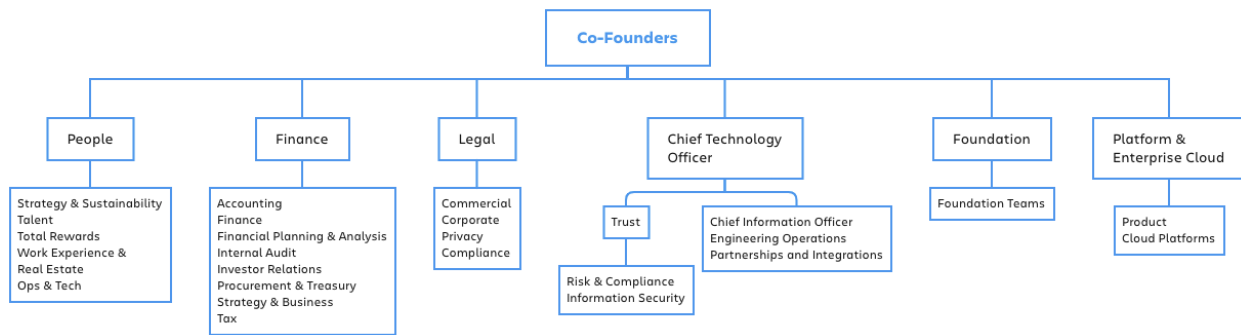 Co-Founders
People
Finance
Legal
Chief Technology
Officer
Foundation
Platform &
Enterprise Cloud
Strategy & Sustainability
Talent
Total Rewards
Work Experience &
Real Estate
Ops & Tech
Accounting
Finance
Financial Planning & Analysis
Internal Audit
Investor Relations
Procurement & Treasury
Strategy & Business
Tax
Commercial
Corporate
Privacy
Compliance
Trust
Risk & Compliance
Information Security
Chief Information Officer
Engineering Operations
Partnerships and Integrations
Foundation Teams
Product
Cloud Platforms